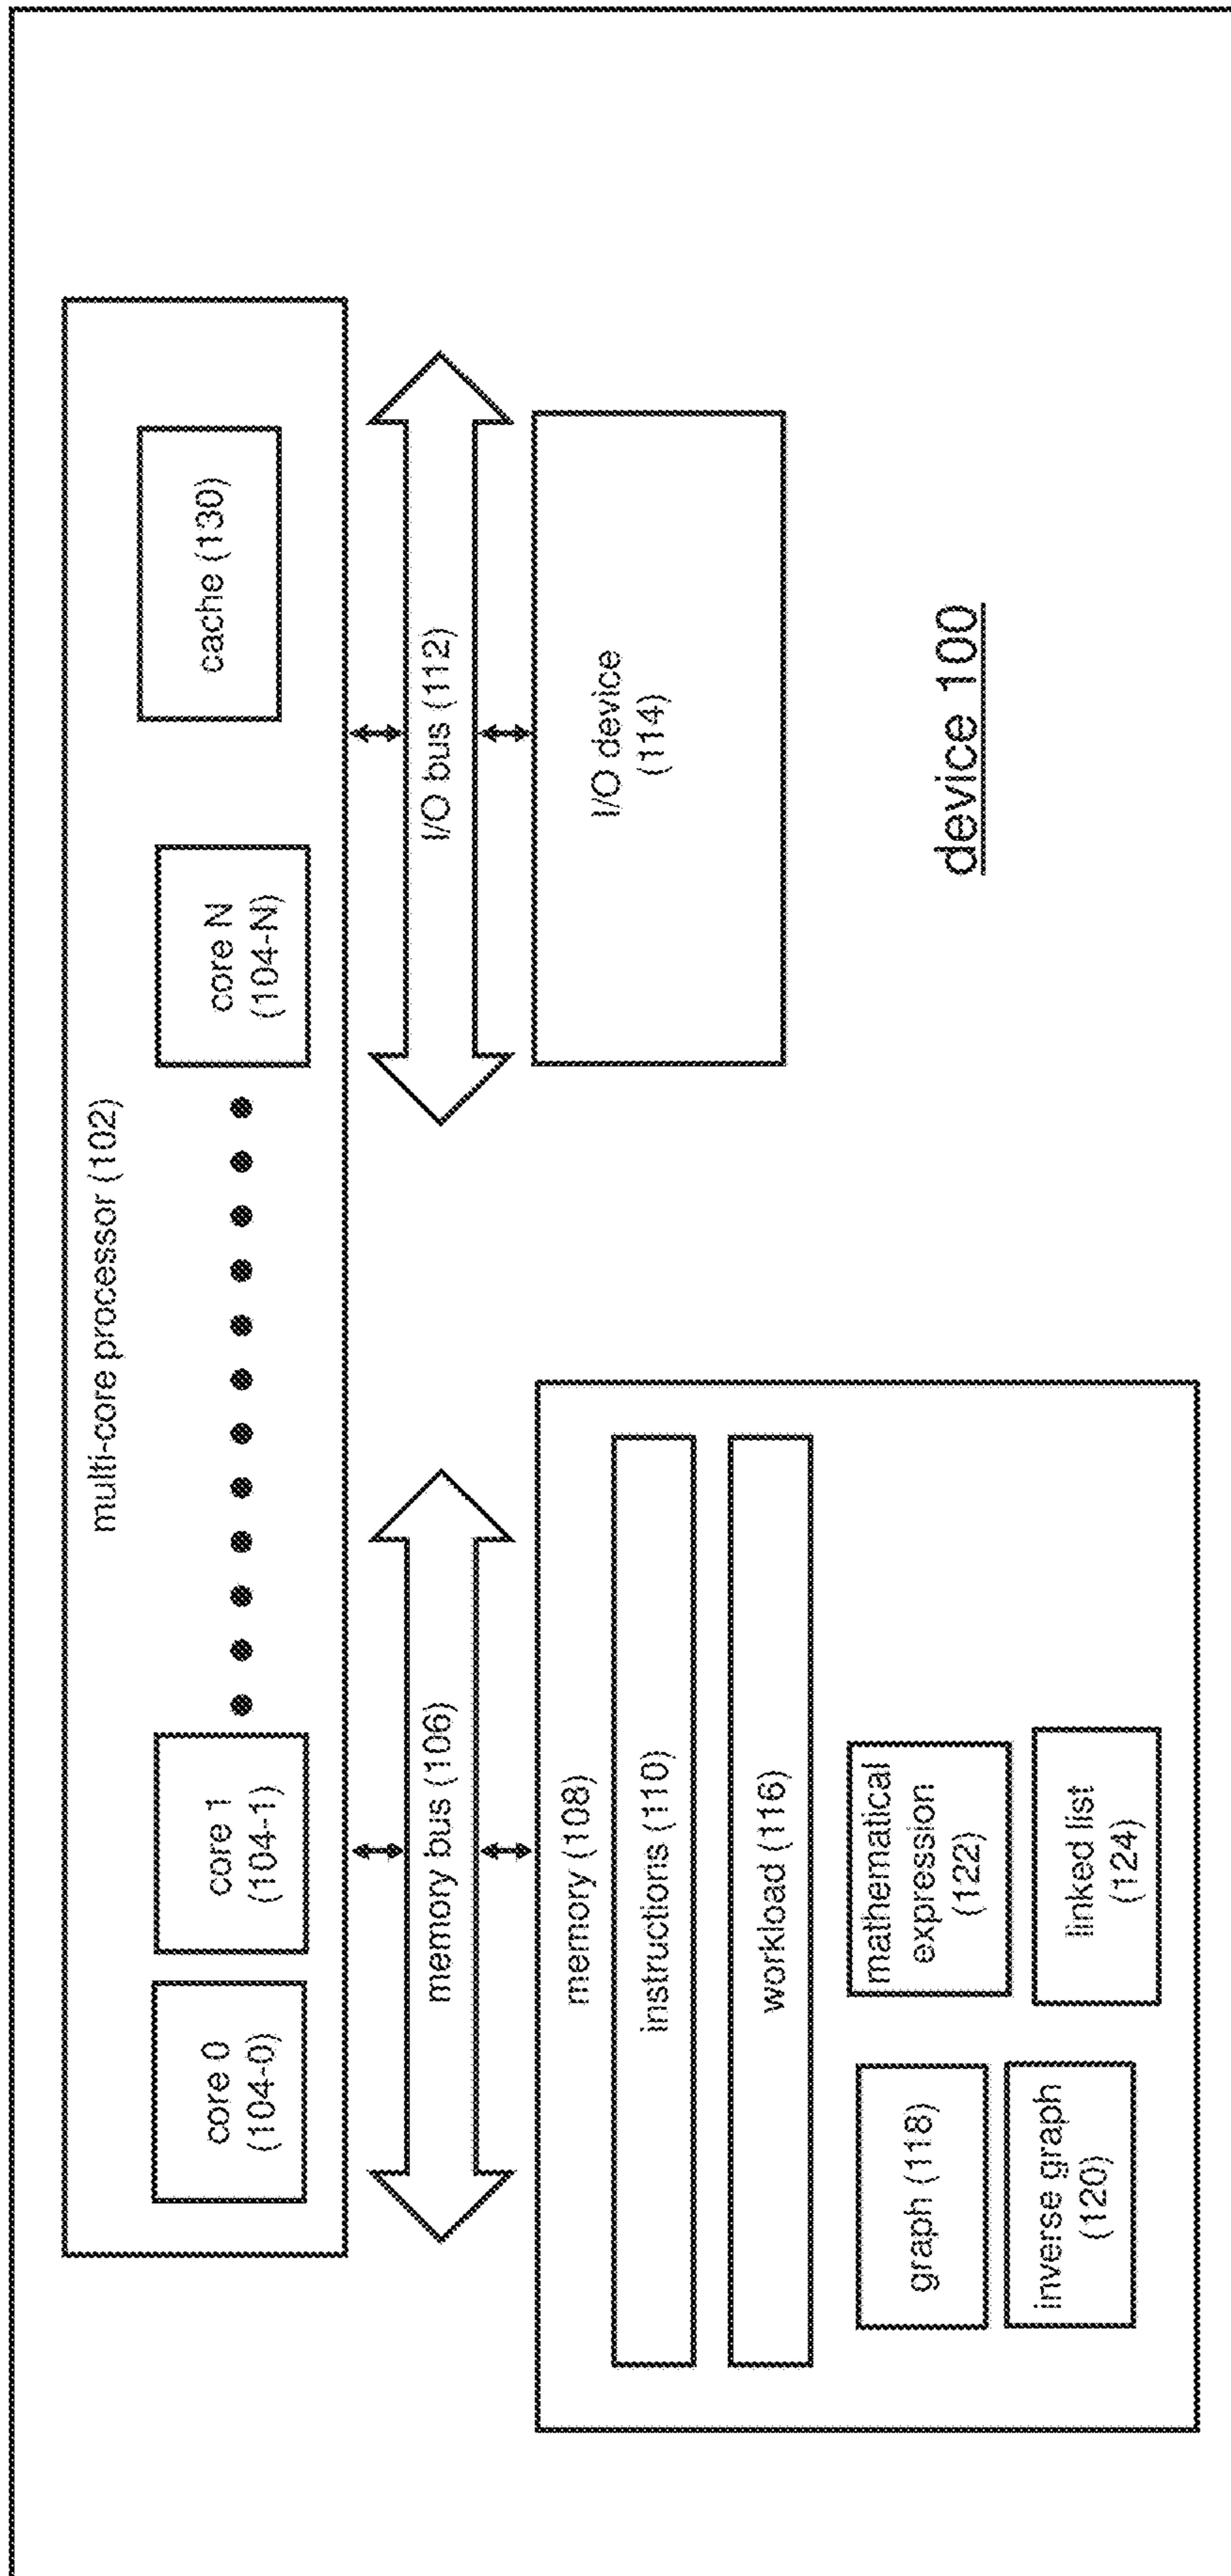 multi-core processor (102)
core 0
(104-0)
core 1
(104-1)
core N
(104-N)
cache (130)
memory bus (106)
I/O bus (112)
memory (108)
instructions (110)
workload (116)
graph (118)
inverse graph
(120)
mathematical
expression
(122)
linked list
(124)
I/O device
(114)
device 100